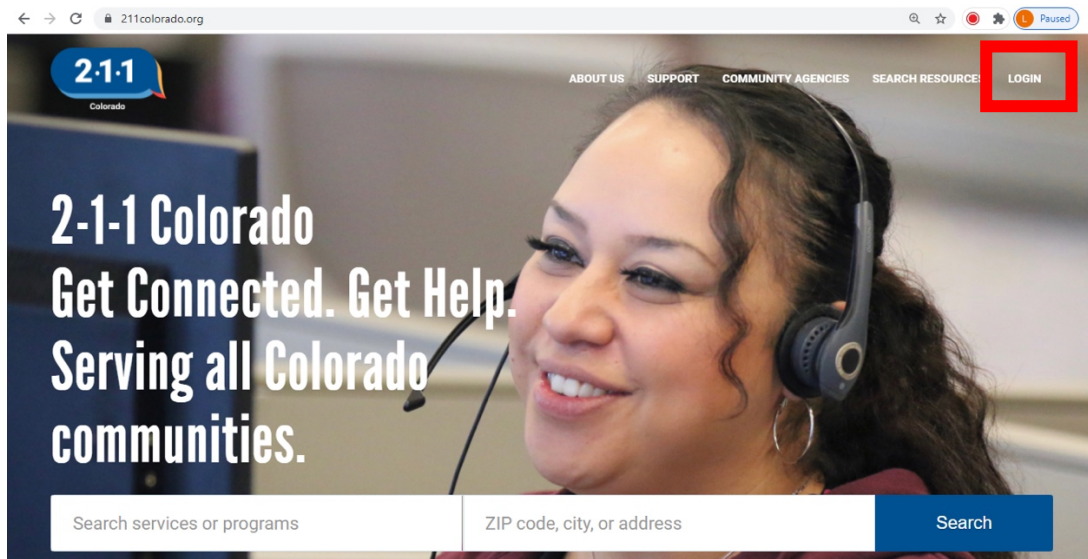 211colorado.org
L Paused
2·1·1
Colorado
ABOUT US SUPPORT COMMUNITY AGENCIES SEARCH RESOURCES LOGIN
2-1-1 Colorado
Get Connected. Get Help.
Serving all Colorado
communities.
Search services or programs ZIP code, city, or address Search